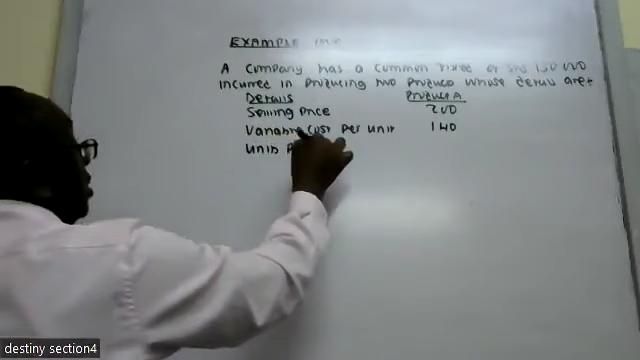 EXAMPLE
A Company has a common fixed
incurred in producing two products whose details are:
Details Product A
Selling Price 200
Variable cost per unit 140
Units
destiny section4